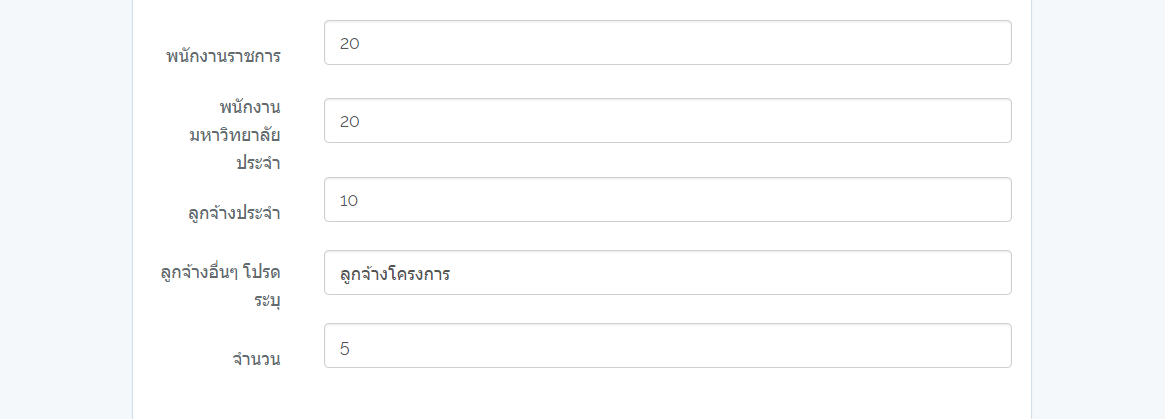 พนักงานราชการ
20
พนักงาน
มหาวิทยาลัย
ประจำ
20
ลูกจ้างประจำ
10
ลูกจ้างอื่นๆ โปรด
ระบุ
ลูกจ้างโครงการ
จำนวน
5